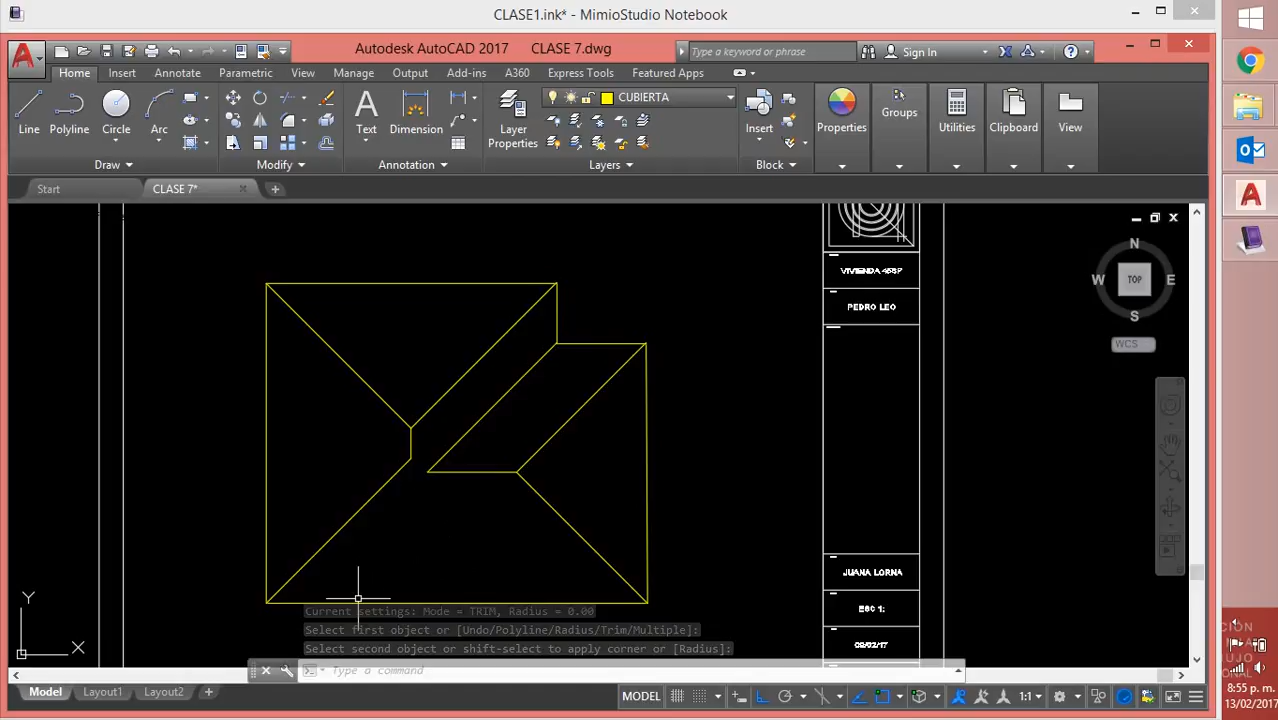 CLASE1.ink* - MimioStudio Notebook
Autodesk AutoCAD 2017 CLASE 7.dwg
Type a keyword or phrase
Sign In
Home Insert Annotate Parametric View Manage Output Add-ins A360 Express Tools Featured Apps
CUBIERTA
Line Polyline Circle Arc
Text Dimension
Layer Properties
Insert
Properties Groups Utilities Clipboard View
Draw Modify Annotation Layers Block
Start CLASE 7*
N
W TOP E
S
WCS
PEDRO LEO
Y
X
JUANA LORNA
ESC 1:
Current settings: Mode = TRIM, Radius = 0.00
Select first object or [Undo/Polyline/Radius/Trim/Multiple]:
Select second object or shift-select to apply corner or [Radius]:
Type a command
Model Layout1 Layout2 +
MODEL 1:1
8:55 p. m.
13/02/2017